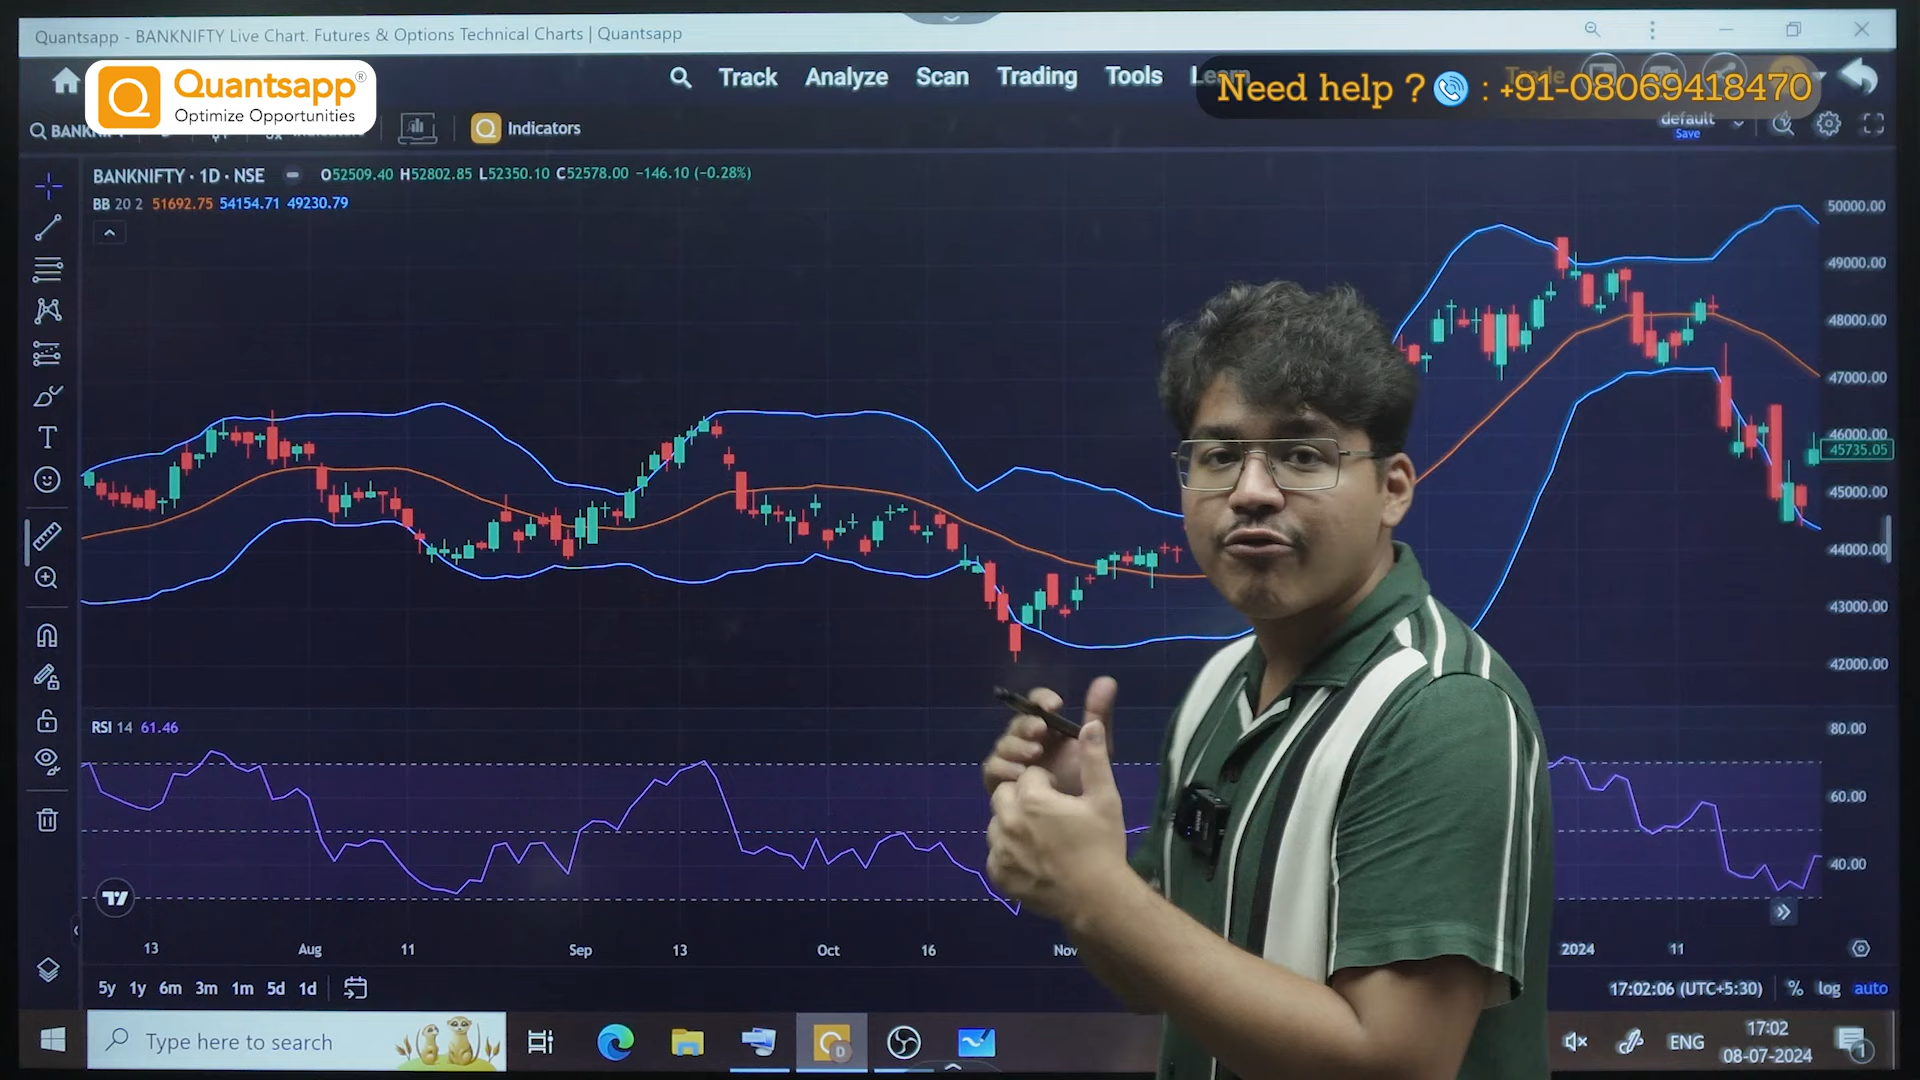 Quantsapp - BANKNIFTY Live Chart. Futures & Options Technical Charts | Quantsapp
Quantsapp®
Optimize Opportunities
Track Analyze Scan Trading Tools Learn
Need help ? : +91-08069418470
BANKN
Indicators
default
Save
BANKNIFTY · 1D · NSE O52509.40 H52802.85 L52350.10 C52578.00 −146.10 (−0.28%)
BB 20 2 51692.75 54154.71 49230.79
50000.00
49000.00
48000.00
47000.00
46000.00
45735.05
45000.00
44000.00
43000.00
42000.00
RSI 14 61.46
80.00
60.00
40.00
13 Aug 11 Sep 13 Oct 16 Nov 2024 11
5y 1y 6m 3m 1m 5d 1d
17:02:06 (UTC+5:30) % log auto
Type here to search
ENG
17:02
08-07-2024
1